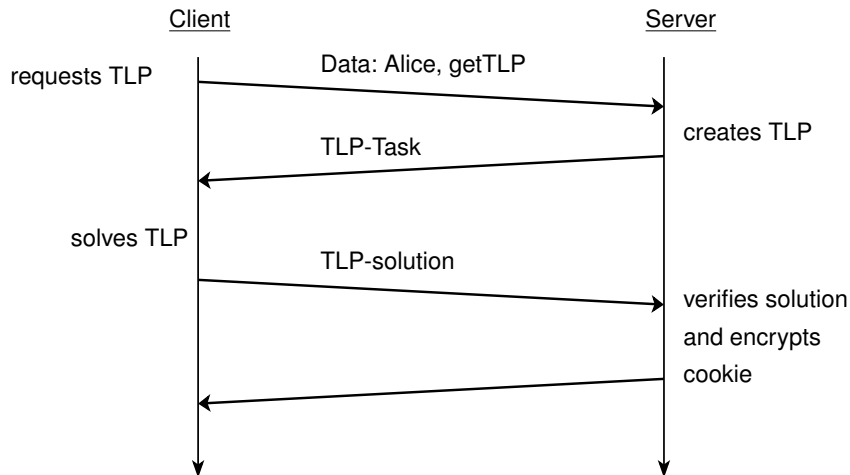 Client
Server
requests TLP
Data: Alice, getTLP
creates TLP
TLP-Task
solves TLP
TLP-solution
verifies solution
and encrypts
cookie